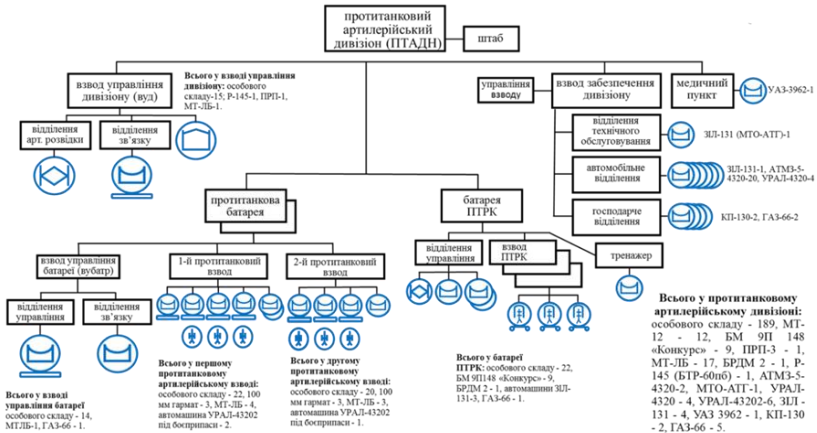 протитанковий
артилерійський
дивізіон (ПТАДН)
штаб
взвод управління
дивізіону (вуд)
Всього у взводі управління
дивізіону: особового
складу-15; Р-145-1, ПРП-1,
МТ-ЛБ-1.
відділення
арт. розвідки
відділення
зв’язку
управління
взводу
взвод забезпечення
дивізіону
медичний
пункт
УАЗ-3962-1
відділення
технічного
обслуговування
ЗІЛ-131 (МТО-АТГ)-1
автомобільне
відділення
ЗІЛ-131-1, АТМЗ-5-
4320-20, УРАЛ-4320-4
господарче
відділення
КП-130-2, ГАЗ-66-2
протитанкова
батарея
батарея
ПТРК
взвод управління
батареї (вубатр)
1-й протитанковий
взвод
2-й протитанковий
взвод
відділення
управління
взвод
ПТРК
тренажер
відділення
управління
відділення
зв’язку
Всього у взводі
управління батареї
особового складу - 14,
МТЛБ-1, ГАЗ-66 - 1.
Всього у першому
протитанковому
артилерійському взводі:
особового складу - 22, 100
мм гармат - 3, МТ-ЛБ - 4,
автомашина УРАЛ-43202
під боєприпаси - 2.
Всього у другому
протитанковому
артилерійському взводі:
особового складу - 20, 100
мм гармат - 3, МТ-ЛБ - 3,
автомашина УРАЛ-43202
під боєприпаси - 1.
Всього у батареї
ПТРК: особового складу - 22,
БМ 9П148 «Конкурс» - 9,
БРДМ 2 - 1, автомашини ЗІЛ-
131-3, ГАЗ-66 - 1.
Всього у протитанковому
артилерійському дивізіоні:
особового складу - 189, МТ-
12 - 12, БМ 9П 148
«Конкурс» - 9, ПРП-3 - 1,
МТ-ЛБ - 17, БРДМ 2 - 1, Р-
145 (БТР-60пб) - 1, АТМЗ-5-
4320-2, МТО-АТГ-1, УРАЛ-
4320 - 4, УРАЛ-43202-6, ЗІЛ -
131 - 4, УАЗ 3962 - 1, КП-130
- 2, ГАЗ-66 - 5.